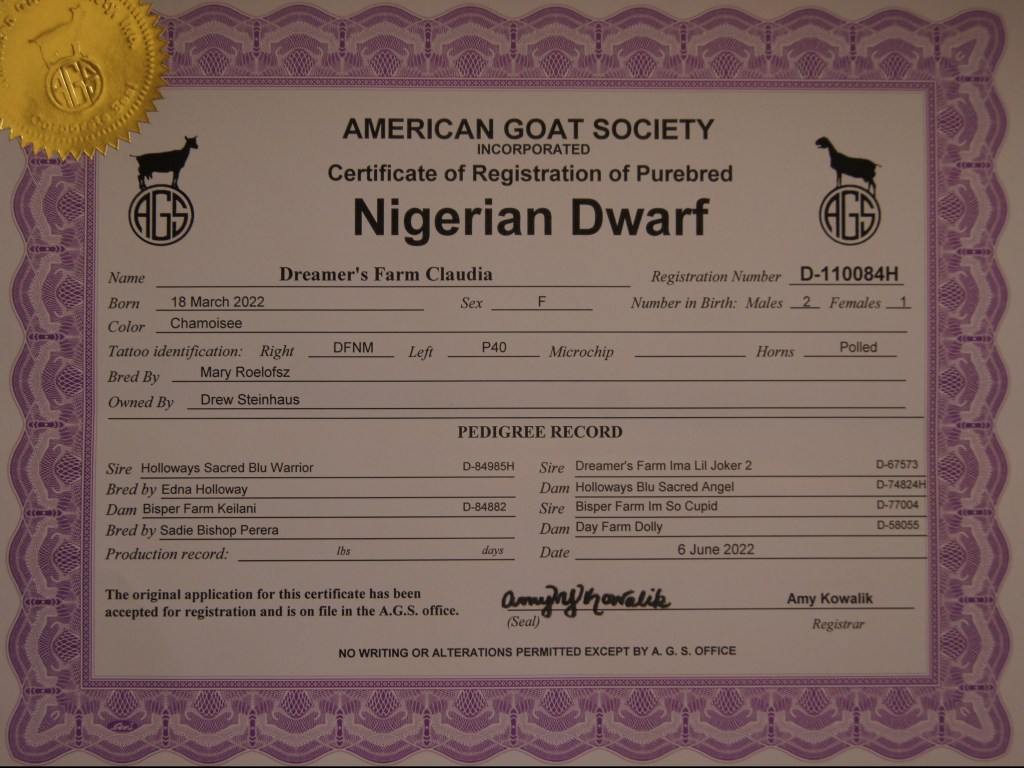 AGS
AMERICAN GOAT SOCIETY
INCORPORATED
Certificate of Registration of Purebred
Nigerian Dwarf
AGS
AGS
Name Dreamer's Farm Claudia Registration Number D-110084H
Born 18 March 2022 Sex F Number in Birth: Males 2 Females 1
Color Chamoisee
Tattoo identification: Right DFNM Left P40 Microchip Horns Polled
Bred By Mary Roelofsz
Owned By Drew Steinhaus
PEDIGREE RECORD
Sire Holloways Sacred Blu Warrior D-84985H
Bred by Edna Holloway
Dam Bisper Farm Keilani D-84882
Bred by Sadie Bishop Perera
Production record: lbs days
Sire Dreamer's Farm Ima Lil Joker 2 D-67573
Dam Holloways Blu Sacred Angel D-74824H
Sire Bisper Farm Im So Cupid D-77004
Dam Day Farm Dolly D-58055
Date 6 June 2022
The original application for this certificate has been
accepted for registration and is on file in the A.G.S. office.
Amy Kowalik
(Seal)
Amy Kowalik
Registrar
NO WRITING OR ALTERATIONS PERMITTED EXCEPT BY A. G. S. OFFICE